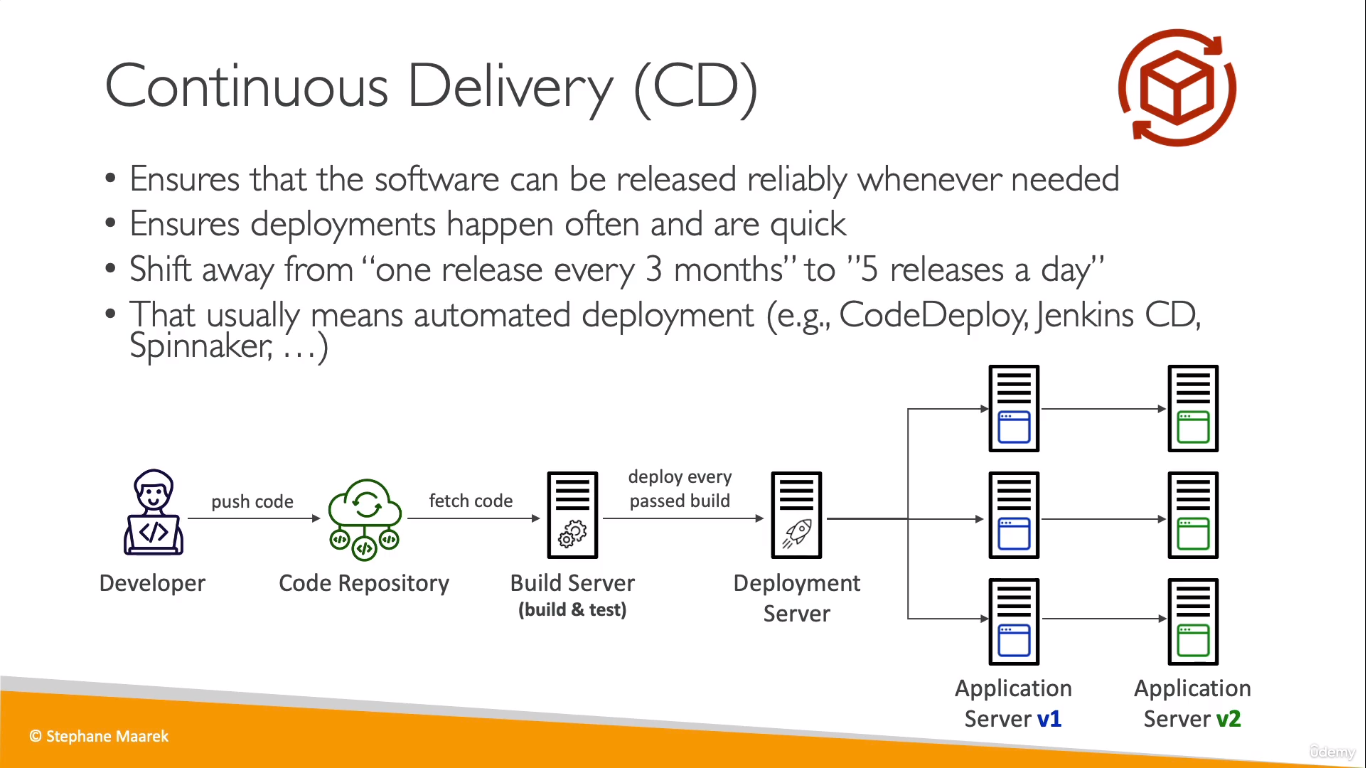 Continuous Delivery (CD)
• Ensures that the software can be released reliably whenever needed
• Ensures deployments happen often and are quick
• Shift away from “one release every 3 months” to ”5 releases a day”
• That usually means automated deployment (e.g., CodeDeploy, Jenkins CD,
Spinnaker, …)
push code
fetch code
deploy every
passed build
Developer
Code Repository
Build Server
(build & test)
Deployment
Server
Application
Server v1
Application
Server v2
© Stephane Maarek
ûdemy